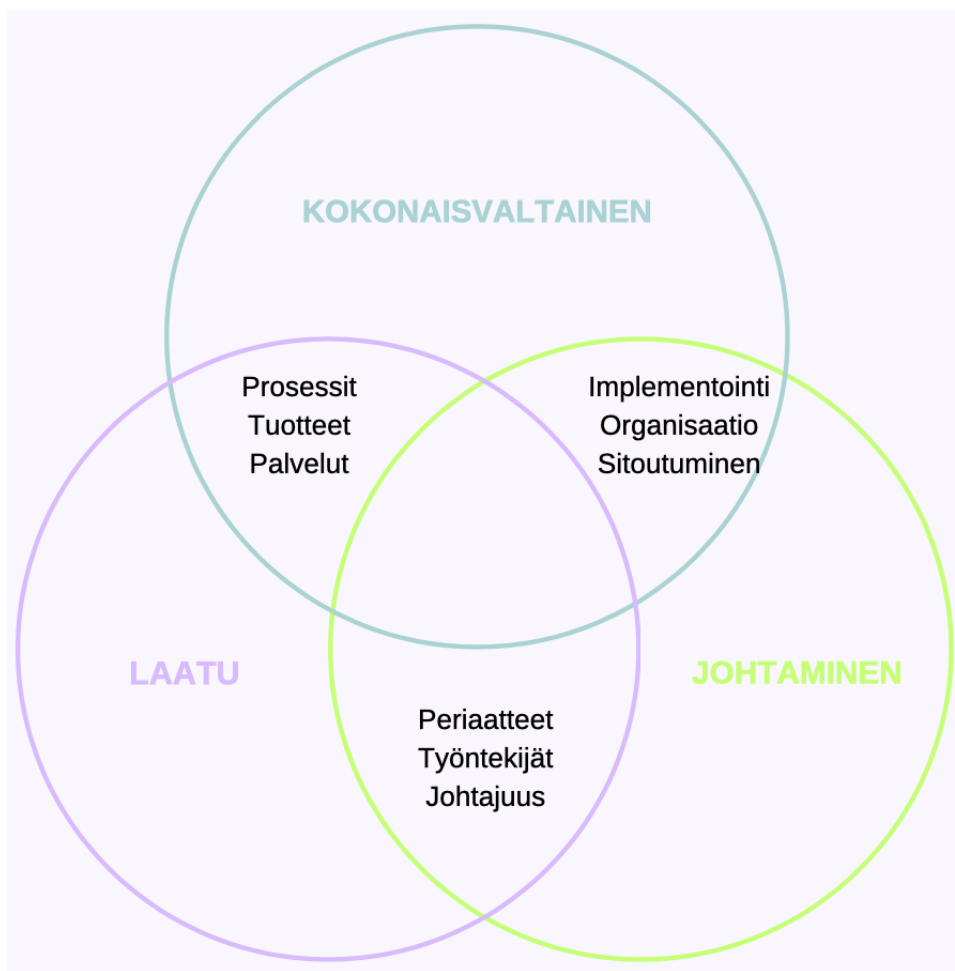 KOKONAISVALTAINEN
Prosessit
Tuotteet
Palvelut
Implementointi
Organisaatio
Sitoutuminen
LAATU
JOHTAMINEN
Periaatteet
Työntekijät
Johtajuus